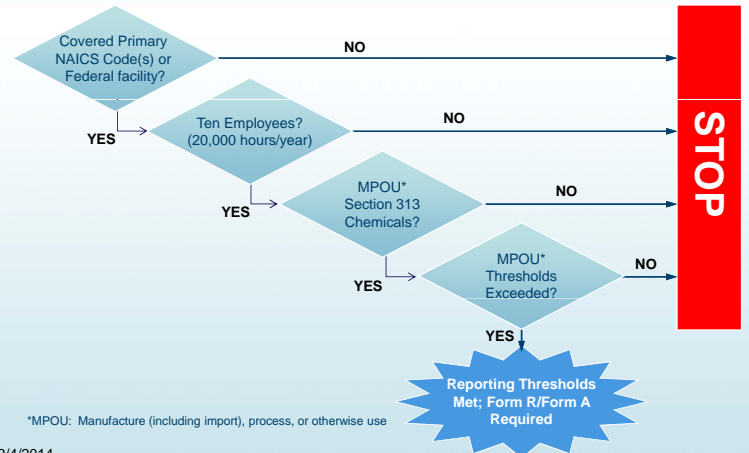 Covered Primary
NAICS Code(s) or
Federal facility?
NO
YES
Ten Employees?
(20,000 hours/year)
NO
STOP
YES
MPOU*
Section 313
Chemicals?
NO
YES
MPOU*
Thresholds
Exceeded?
NO
YES
Reporting Thresholds
Met; Form R/Form A
Required
*MPOU: Manufacture (including import), process, or otherwise use